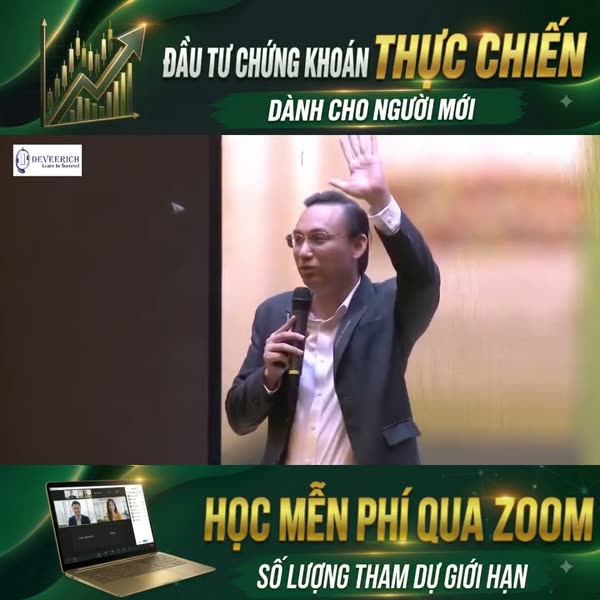 ĐẦU TƯ CHỨNG KHOÁN THỰC CHIẾN
DÀNH CHO NGƯỜI MỚI
DEVEERICH
Learn to Succeed
HỌC MỄN PHÍ QUA ZOOM
SỐ LƯỢNG THAM DỰ GIỚI HẠN